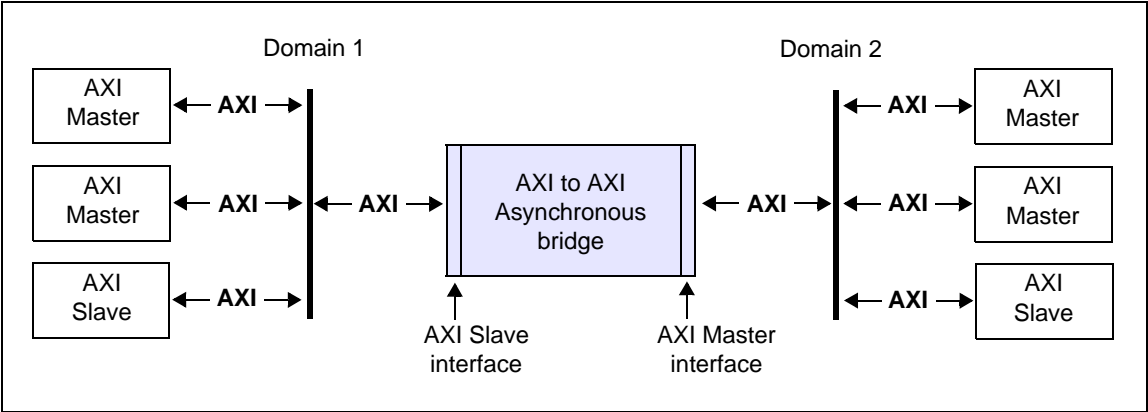 Domain 1
Domain 2
AXI
Master
AXI
AXI
AXI
Master
AXI
Master
AXI
AXI
AXI to AXI
Asynchronous
bridge
AXI
AXI
AXI
Master
AXI
Slave
AXI
AXI
AXI
Slave
AXI Slave
interface
AXI Master
interface